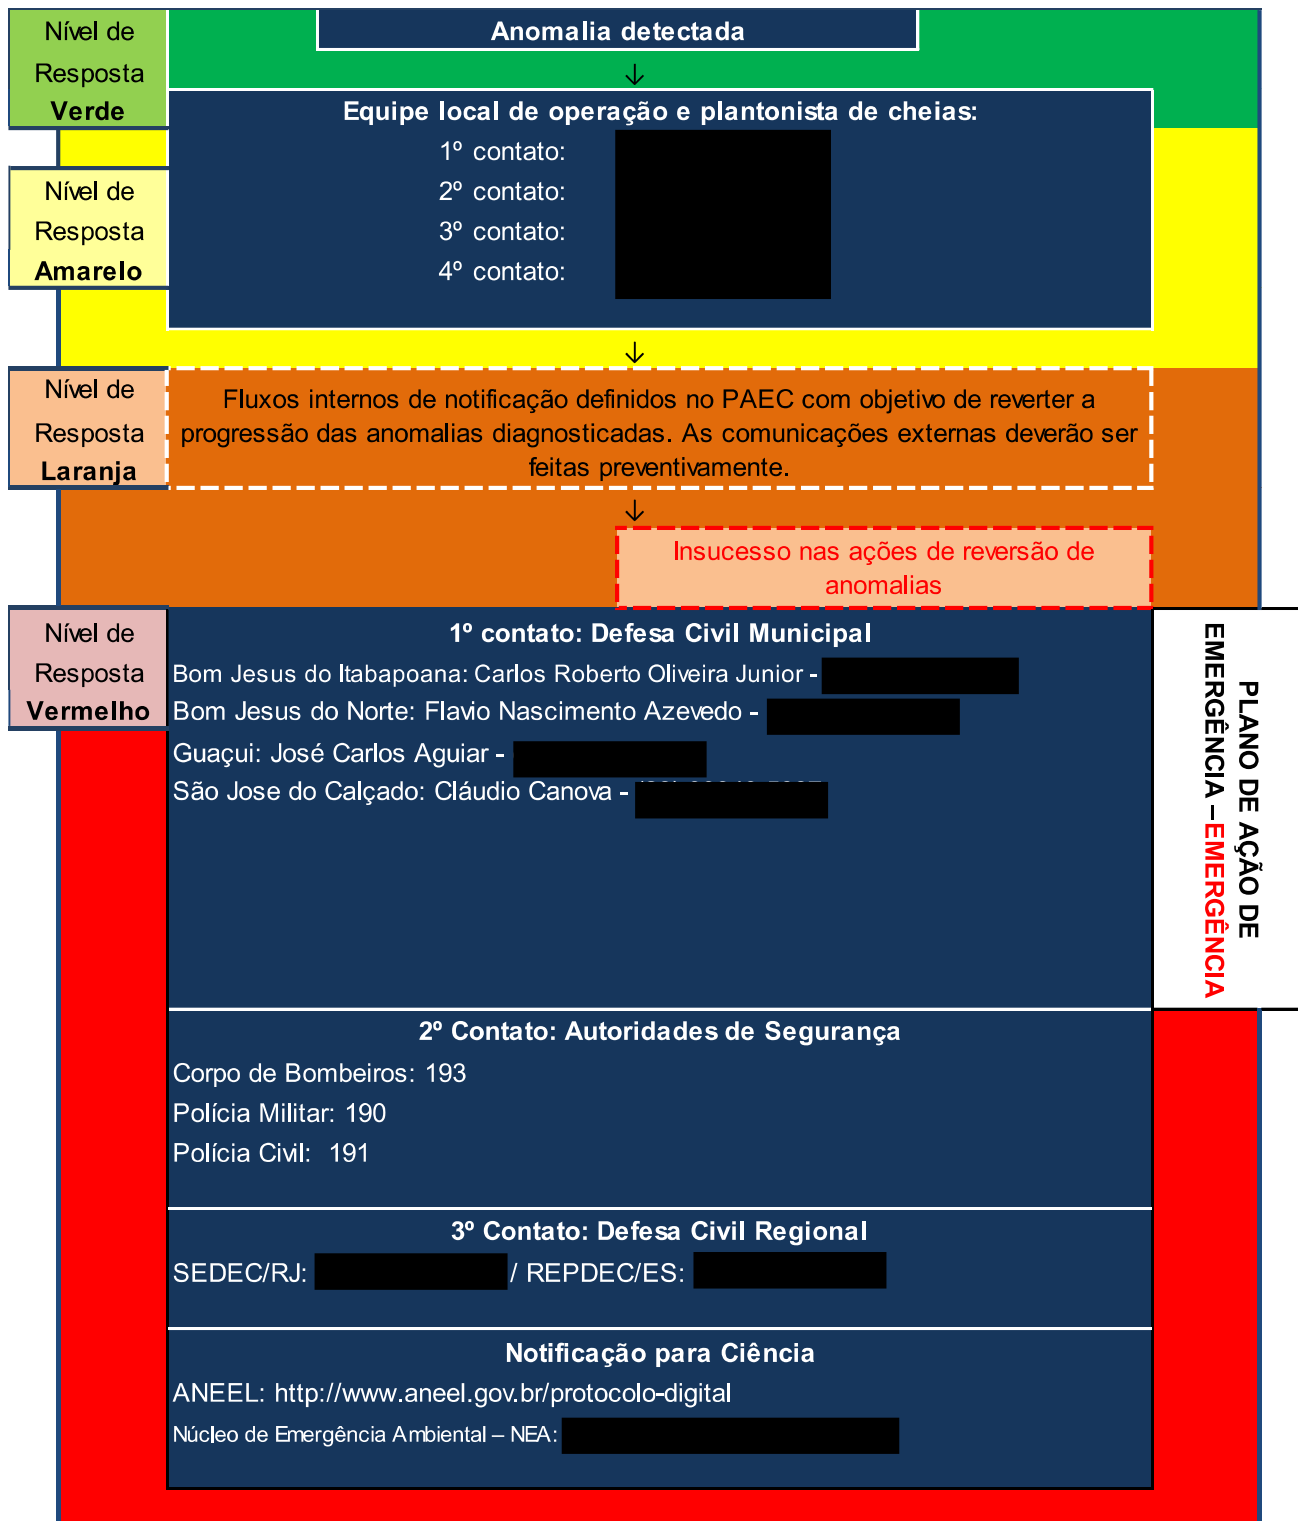 Nível de
Resposta
Verde
Anomalia detectada
↓
Equipe local de operação e plantonista de cheias:
1º contato:
2º contato:
3º contato:
4º contato:
Nível de
Resposta
Amarelo
↓
Nível de
Resposta
Laranja
Fluxos internos de notificação definidos no PAEC com objetivo de reverter a
progressão das anomalias diagnosticadas. As comunicações externas deverão ser
feitas preventivamente.
↓
Insucesso nas ações de reversão de
anomalias
Nível de
Resposta
Vermelho
1º contato: Defesa Civil Municipal
Bom Jesus do Itabapoana: Carlos Roberto Oliveira Junior -
Bom Jesus do Norte: Flavio Nascimento Azevedo -
Guaçui: José Carlos Aguiar -
São Jose do Calçado: Cláudio Canova -
PLANO DE AÇÃO DE
EMERGÊNCIA – EMERGÊNCIA
2º Contato: Autoridades de Segurança
Corpo de Bombeiros: 193
Polícia Militar: 190
Polícia Civil: 191
3º Contato: Defesa Civil Regional
SEDEC/RJ: / REPDEC/ES:
Notificação para Ciência
ANEEL: http://www.aneel.gov.br/protocolo-digital
Núcleo de Emergência Ambiental – NEA: